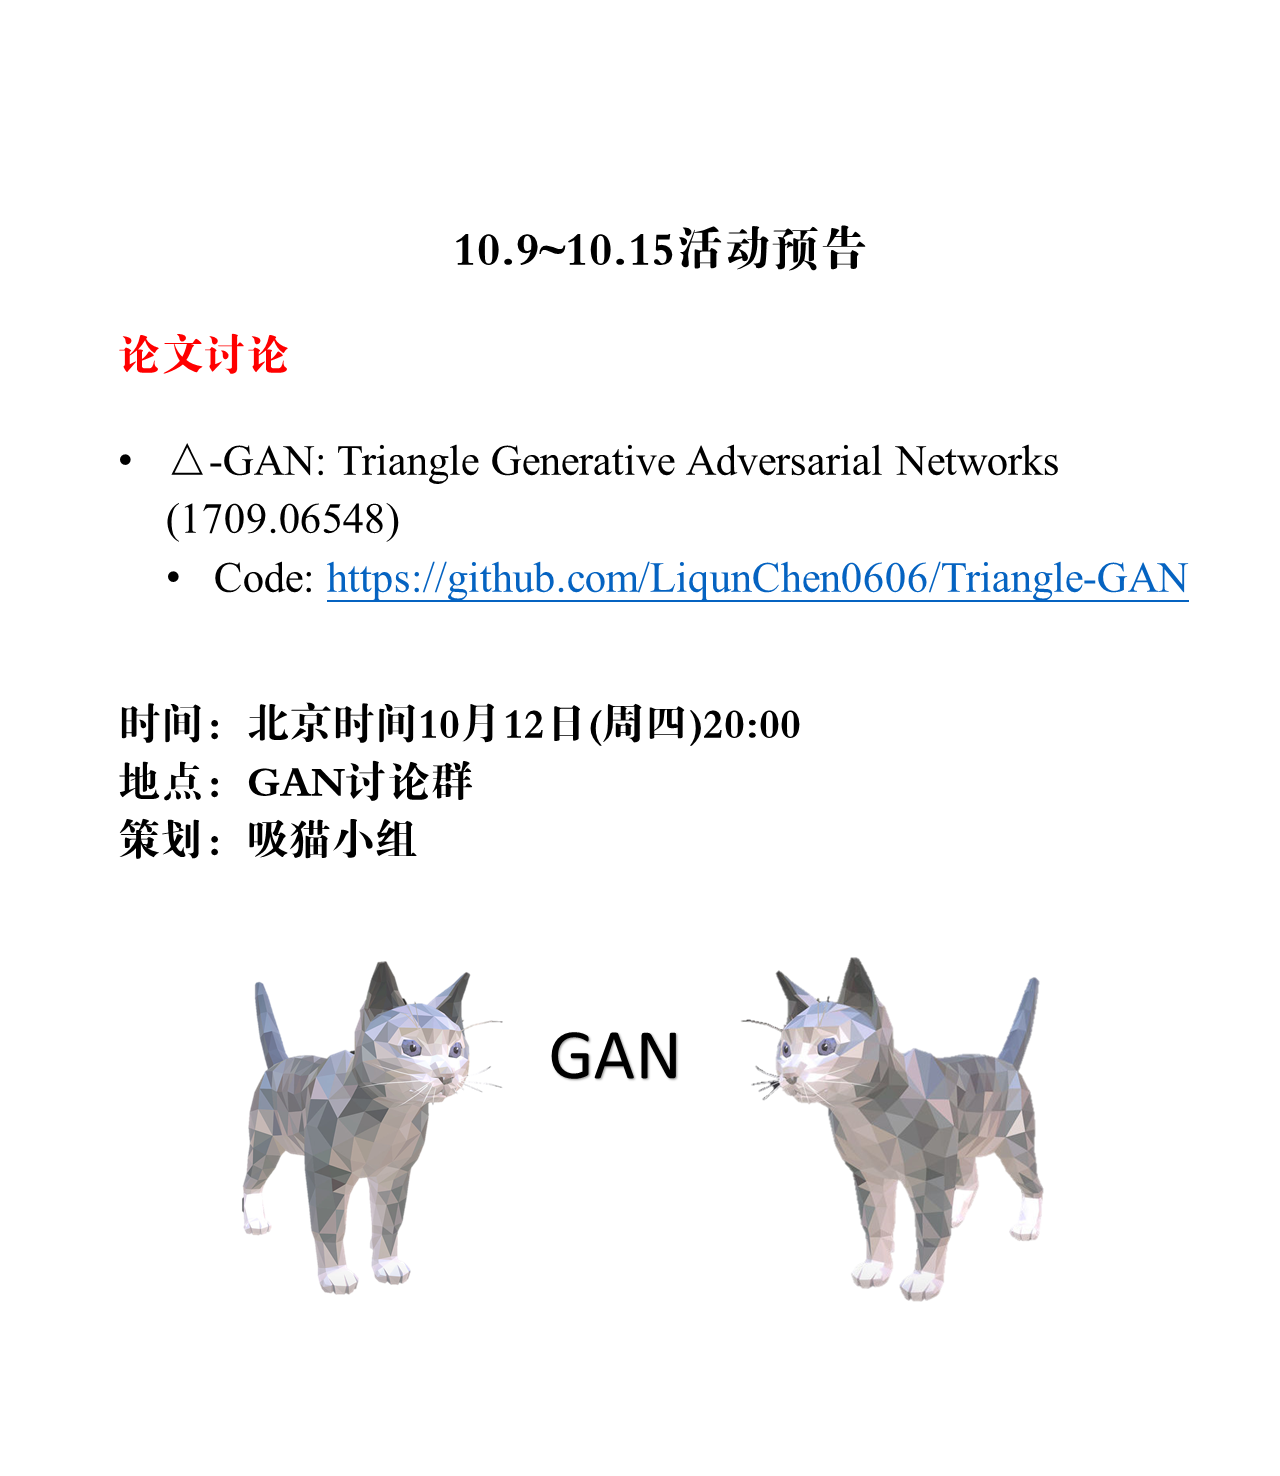 10.9~10.15活动预告
论文讨论
• △-GAN: Triangle Generative Adversarial Networks
(1709.06548)
• Code: https://github.com/LiqunChen0606/Triangle-GAN
时间：北京时间10月12日(周四)20:00
地点：GAN讨论群
策划：吸猫小组
GAN